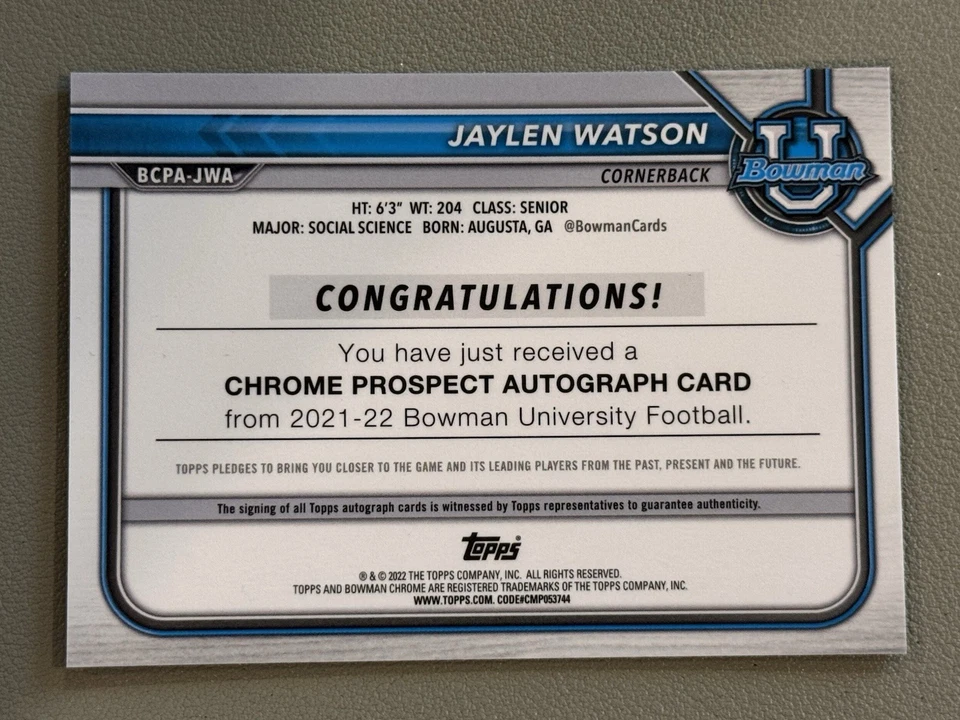 JAYLEN WATSON
BCPA-JWA
CORNERBACK
U
Bowman
HT: 6'3" WT: 204 CLASS: SENIOR
MAJOR: SOCIAL SCIENCE BORN: AUGUSTA, GA @BowmanCards
CONGRATULATIONS!
You have just received a
CHROME PROSPECT AUTOGRAPH CARD
from 2021-22 Bowman University Football.
TOPPS PLEDGES TO BRING YOU CLOSER TO THE GAME AND ITS LEADING PLAYERS FROM THE PAST, PRESENT AND THE FUTURE.
The signing of all Topps autograph cards is witnessed by Topps representatives to guarantee authenticity.
Topps®
® & © 2022 THE TOPPS COMPANY, INC. ALL RIGHTS RESERVED.
TOPPS AND BOWMAN CHROME ARE REGISTERED TRADEMARKS OF THE TOPPS COMPANY, INC.
WWW.TOPPS.COM. CODE#CMP053744